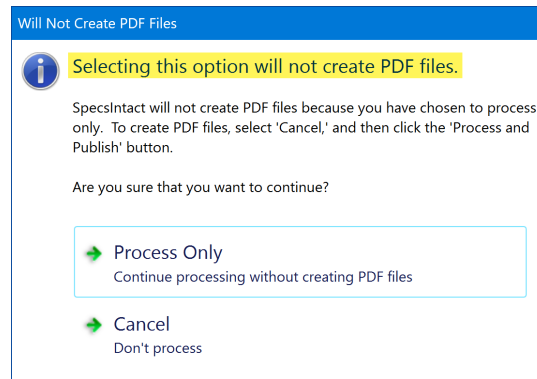 Will Not Create PDF Files
Selecting this option will not create PDF files.
SpecsIntact will not create PDF files because you have chosen to process
only. To create PDF files, select 'Cancel,' and then click the 'Process and
Publish' button.
Are you sure that you want to continue?
Process Only
Continue processing without creating PDF files
Cancel
Don't process